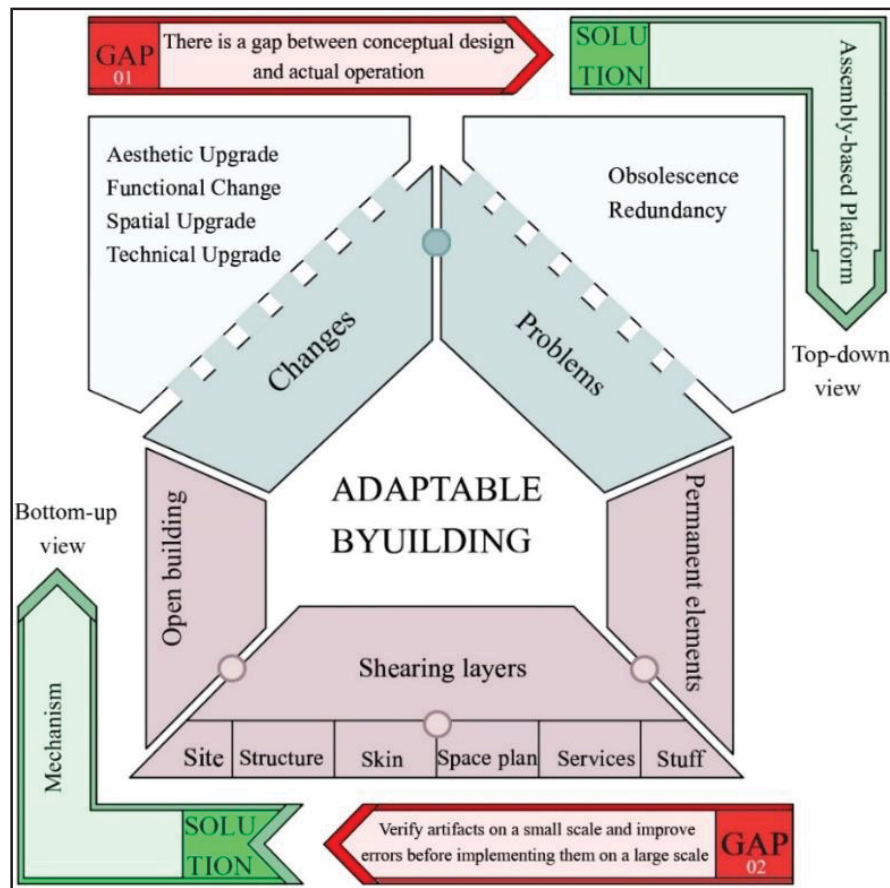 GAP
01
There is a gap between conceptual design
and actual operation
SOLU
TION
Assembly-based Platform
Top-down
view
Aesthetic Upgrade
Functional Change
Spatial Upgrade
Technical Upgrade
Obsolescence
Redundancy
Changes
Problems
ADAPTABLE
BYUILDING
Open building
Permanent elements
Shearing layers
Site
Structure
Skin
Space plan
Services
Stuff
Bottom-up
view
Mechanism
SOLU
TION
Verify artifacts on a small scale and improve
errors before implementing them on a large scale
GAP
02